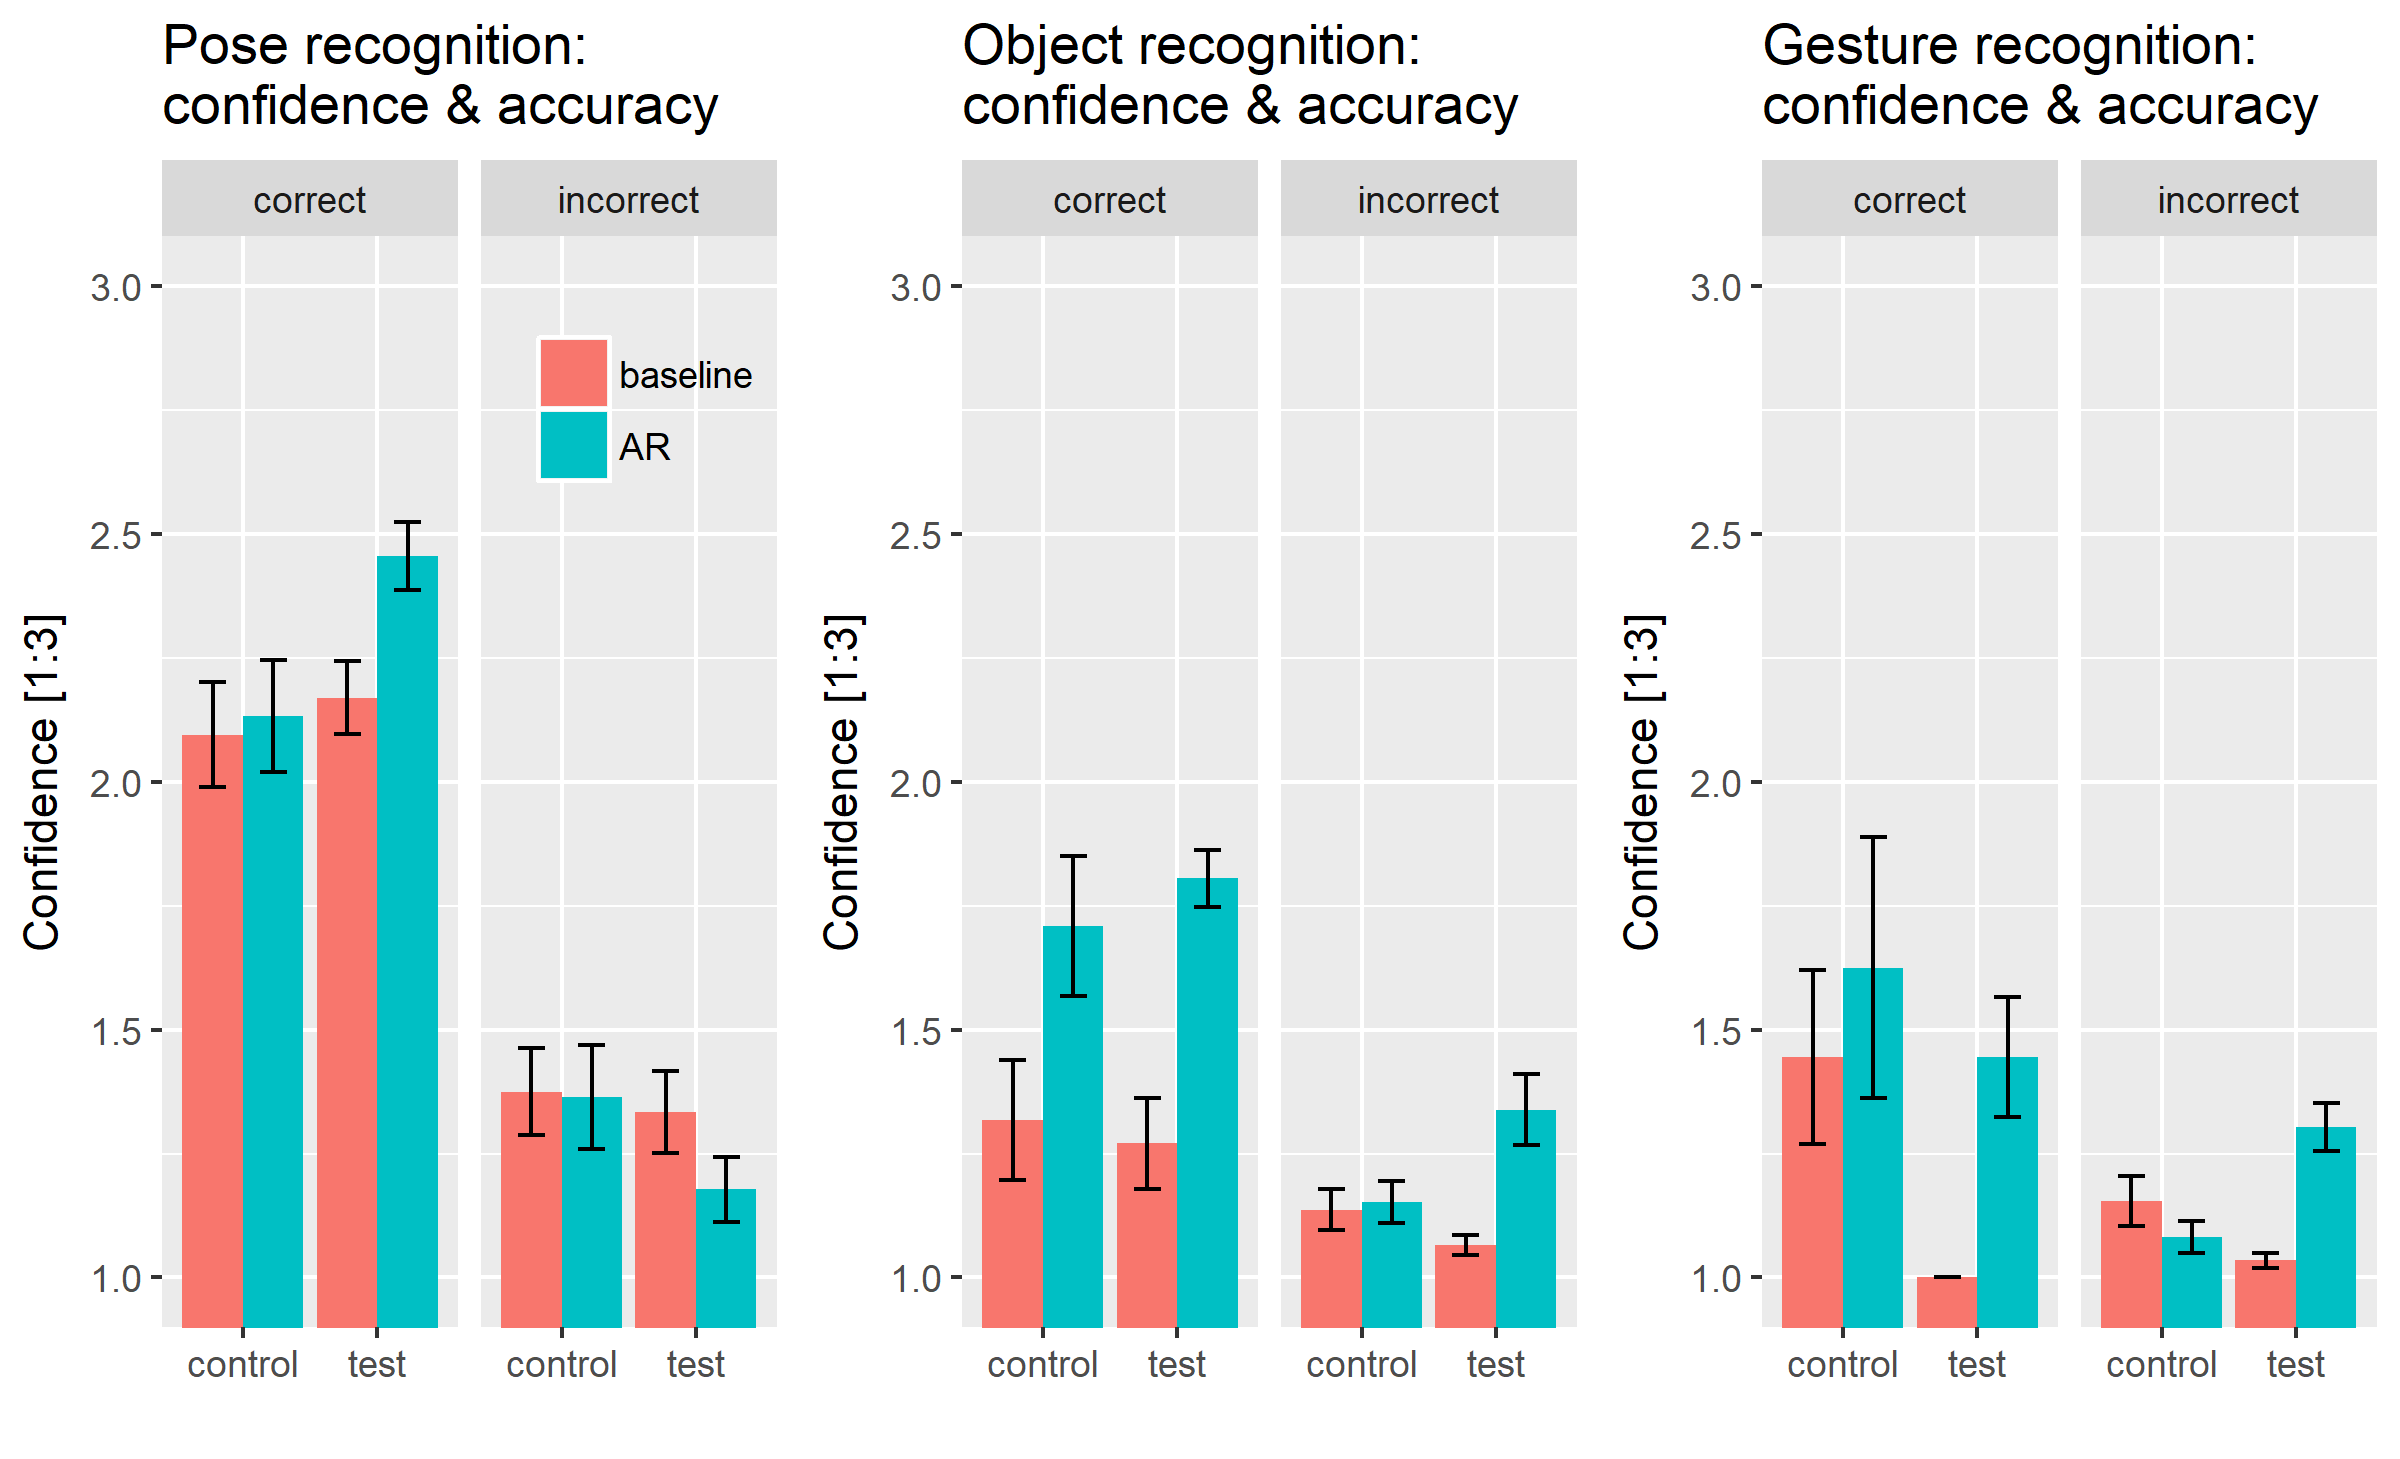 Pose recognition:
confidence & accuracy
correct
incorrect
3.0
2.5
2.0
1.5
1.0
Confidence [1:3]
baseline
AR
control
test
control
test
Object recognition:
confidence & accuracy
correct
incorrect
3.0
2.5
2.0
1.5
1.0
Confidence [1:3]
control
test
control
test
Gesture recognition:
confidence & accuracy
correct
incorrect
3.0
2.5
2.0
1.5
1.0
Confidence [1:3]
control
test
control
test